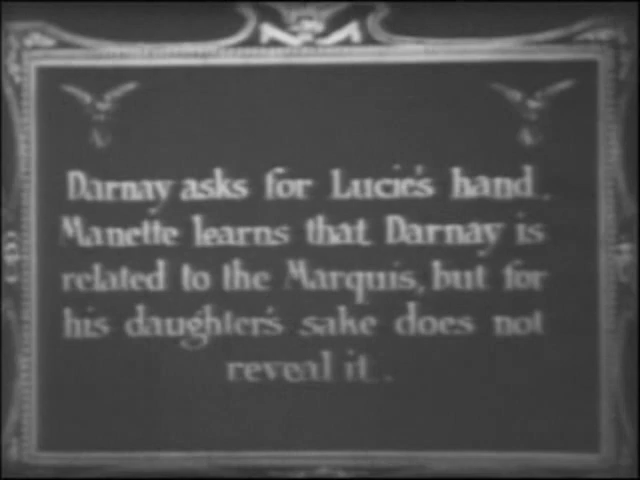 Darnay asks for Lucie's hand.
Manette learns that Darnay is
related to the Marquis, but for
his daughter's sake does not
reveal it..